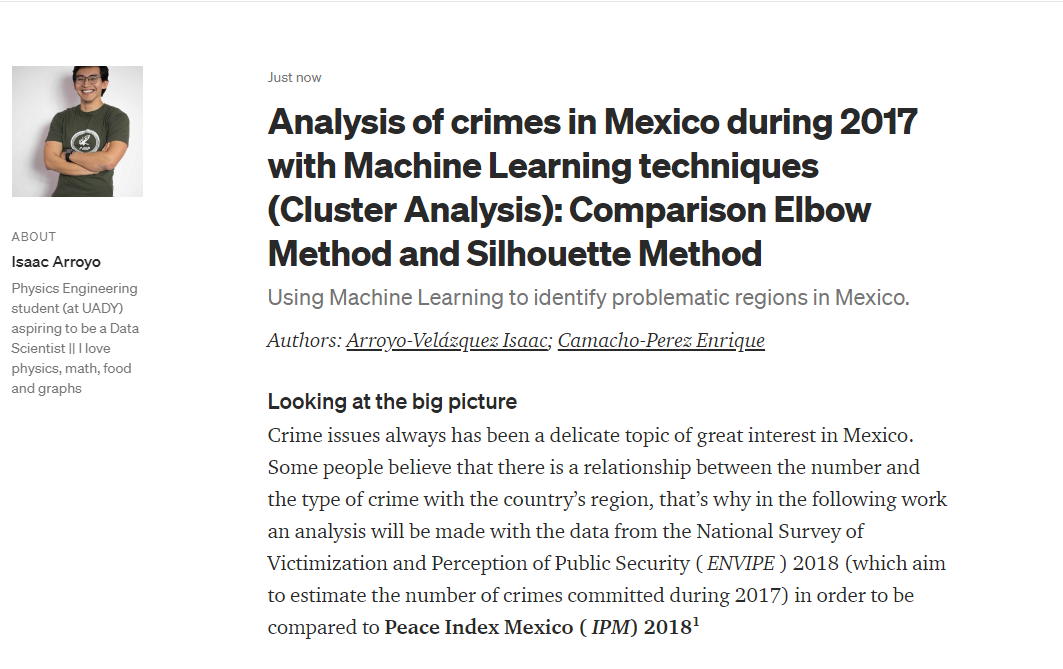 Just now
Analysis of crimes in Mexico during 2017
with Machine Learning techniques
(Cluster Analysis): Comparison Elbow
Method and Silhouette Method
Using Machine Learning to identify problematic regions in Mexico.
Authors: Arroyo-Velázquez Isaac; Camacho-Perez Enrique
ABOUT
Isaac Arroyo
Physics Engineering
student (at UADY)
aspiring to be a Data
Scientist || I love
physics, math, food
and graphs
Looking at the big picture
Crime issues always has been a delicate topic of great interest in Mexico.
Some people believe that there is a relationship between the number and
the type of crime with the country’s region, that’s why in the following work
an analysis will be made with the data from the National Survey of
Victimization and Perception of Public Security ( ENVIPE ) 2018 (which aim
to estimate the number of crimes committed during 2017) in order to be
compared to Peace Index Mexico ( IPM) 2018¹